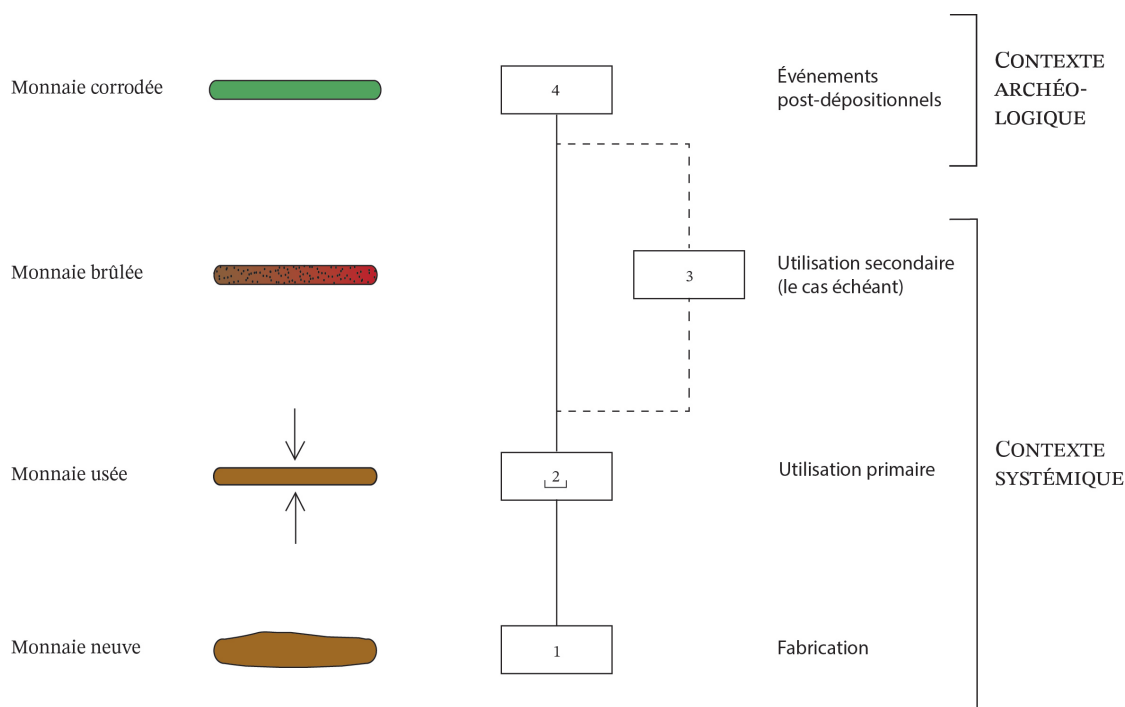 Monnaie corrodée
4
Événements
post-dépositionnels
CONTEXTE
ARCHÉO-
LOGIQUE
Monnaie brûlée
3
Utilisation secondaire
(le cas échéant)
Monnaie usée
2
Utilisation primaire
CONTEXTE
SYSTÉMIQUE
Monnaie neuve
1
Fabrication